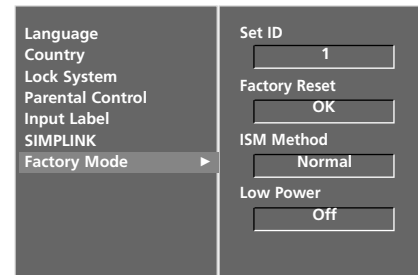 Language
Country
Lock System
Parental Control
Input Label
SIMPLINK
Factory Mode ►
Set ID
1
Factory Reset
OK
ISM Method
Normal
Low Power
Off